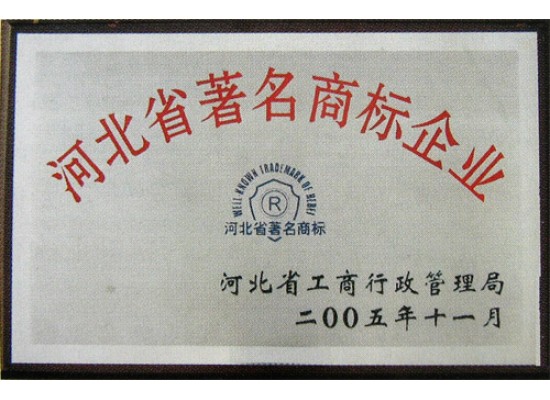 河北省著名商标企业
WELL-KNOWN TRADEMARK OF HEBEI
R
河北省著名商标
河北省工商行政管理局
二00五年十一月